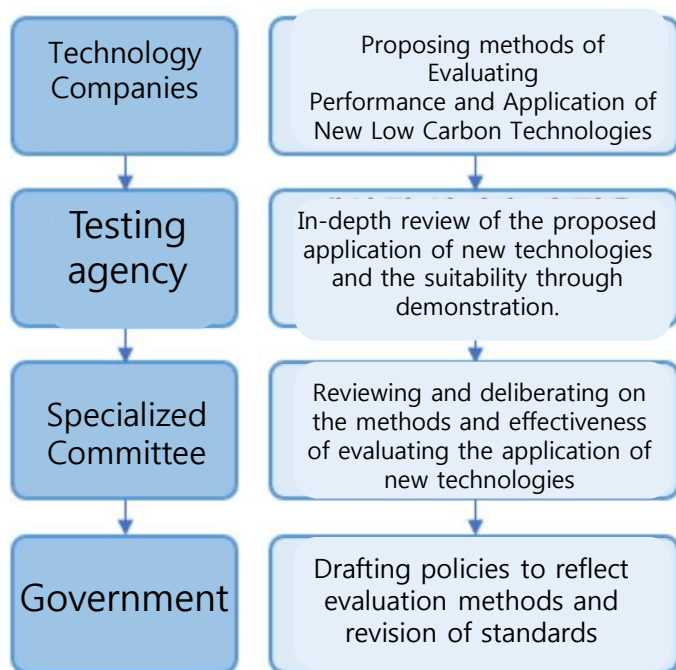 Technology
Companies
Proposing methods of
Evaluating
Performance and Application of
New Low Carbon Technologies
Testing
agency
In-depth review of the proposed
application of new technologies
and the suitability through
demonstration.
Specialized
Committee
Reviewing and deliberating on
the methods and effectiveness
of evaluating the application of
new technologies
Government
Drafting policies to reflect
evaluation methods and
revision of standards